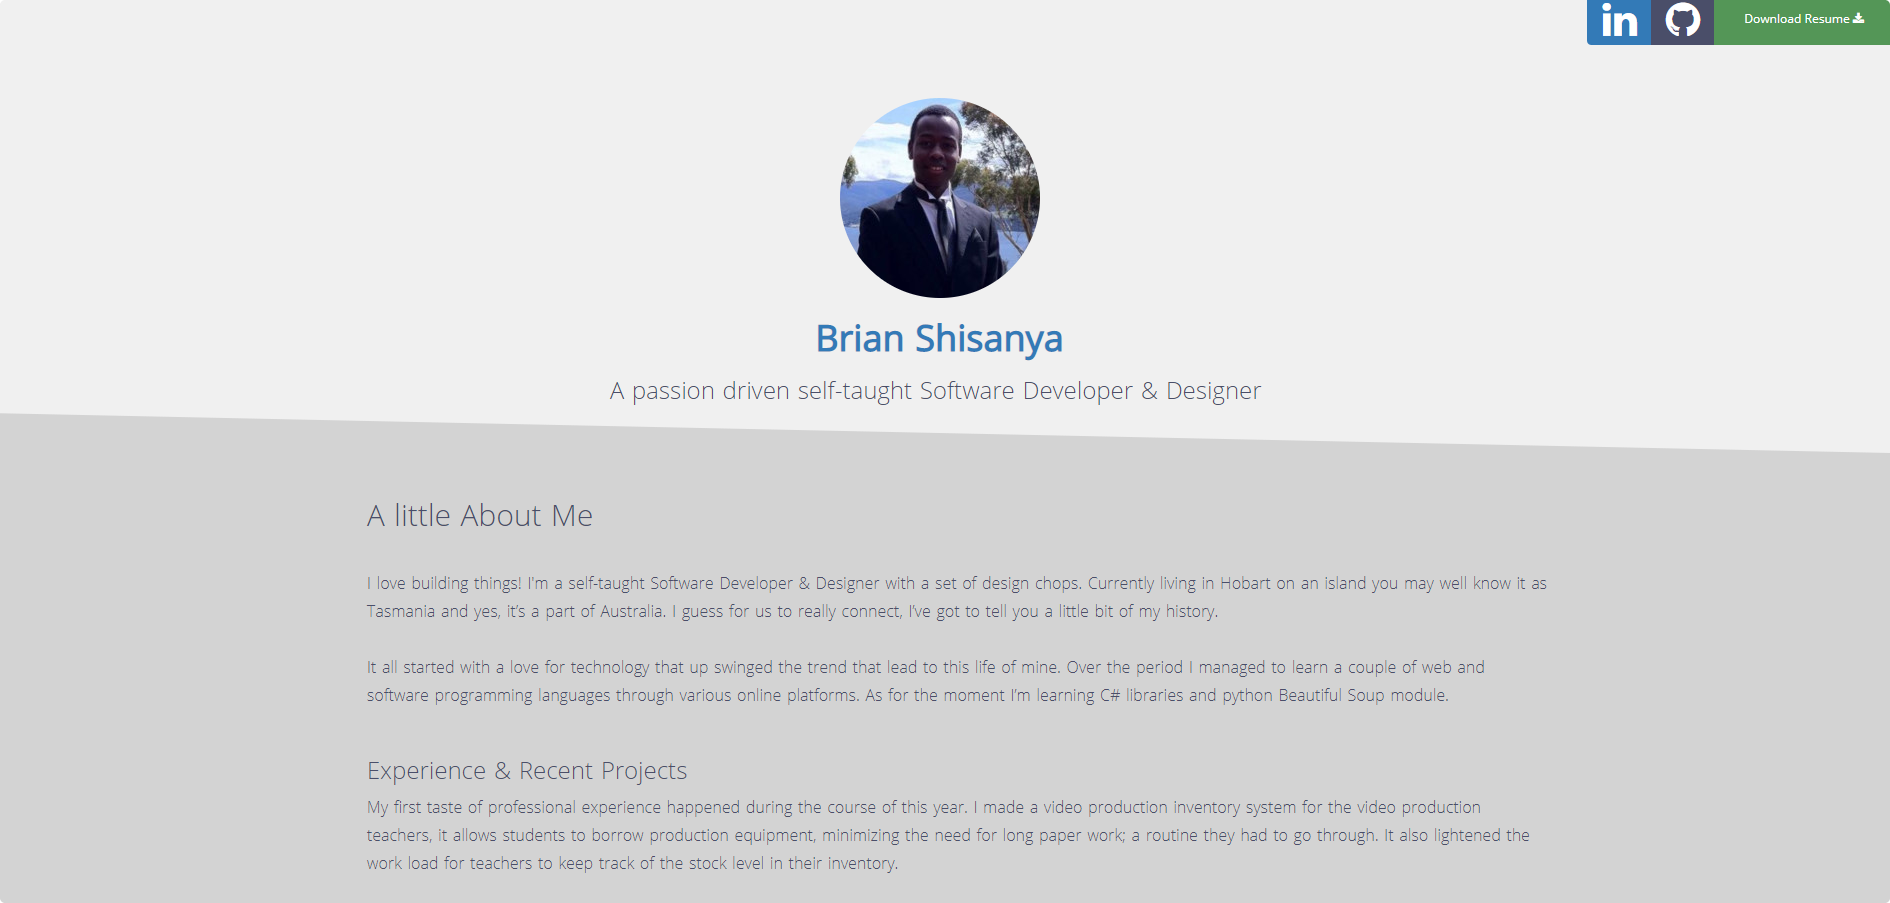 in
Download Resume
Brian Shisanya
A passion driven self-taught Software Developer & Designer
A little About Me
I love building things! I'm a self-taught Software Developer & Designer with a set of design chops. Currently living in Hobart on an island you may well know it as
Tasmania and yes, it’s a part of Australia. I guess for us to really connect, I’ve got to tell you a little bit of my history.
It all started with a love for technology that up swinged the trend that lead to this life of mine. Over the period I managed to learn a couple of web and
software programming languages through various online platforms. As for the moment I’m learning C# libraries and python Beautiful Soup module.
Experience & Recent Projects
My first taste of professional experience happened during the course of this year. I made a video production inventory system for the video production
teachers, it allows students to borrow production equipment, minimizing the need for long paper work; a routine they had to go through. It also lightened the
work load for teachers to keep track of the stock level in their inventory.